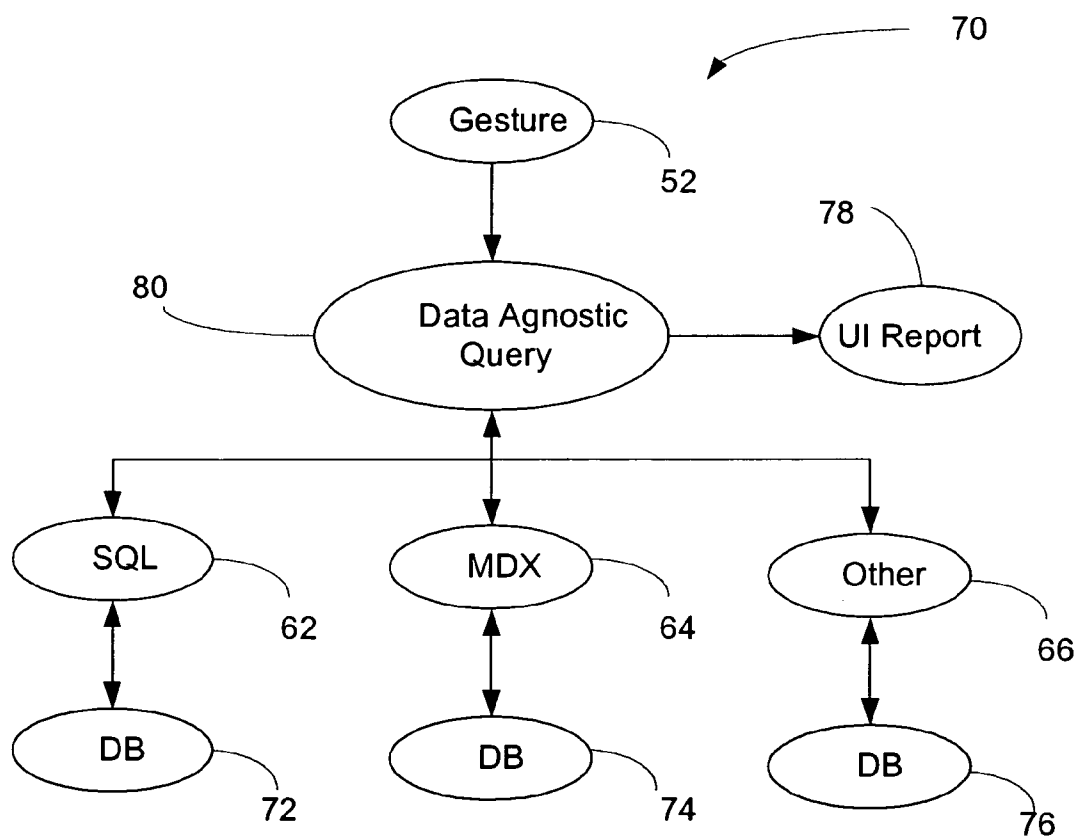 70
Gesture
52
78
80
Data Agnostic
Query
UI Report
SQL
MDX
Other
62
64
66
DB
DB
DB
72
74
76